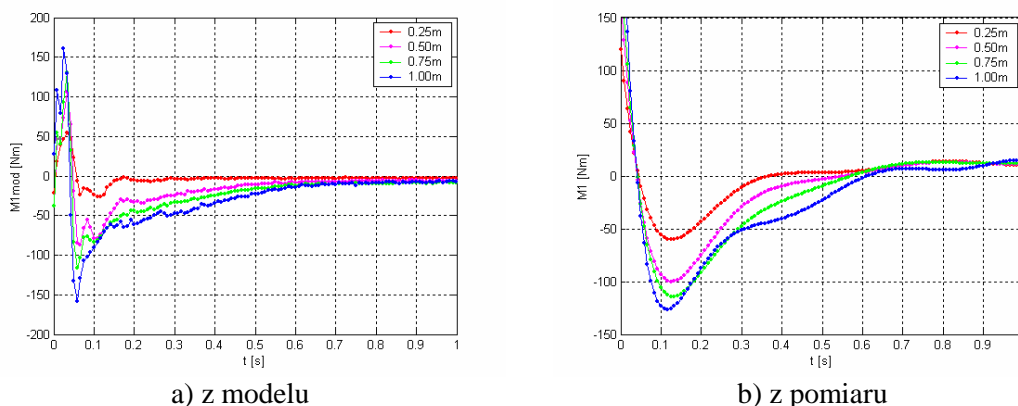 200
150
100
50
0
-50
-100
-150
-200
M1mod [Nm]
0
0.1
0.2
0.3
0.4
0.5
0.6
0.7
0.8
0.9
1
t [s]
0.25m
0.50m
0.75m
1.00m
a) z modelu
150
100
50
0
-50
-100
-150
M1 [Nm]
0
0.1
0.2
0.3
0.4
0.5
0.6
0.7
0.8
0.9
t [s]
0.25m
0.50m
0.75m
1.00m
b) z pomiaru